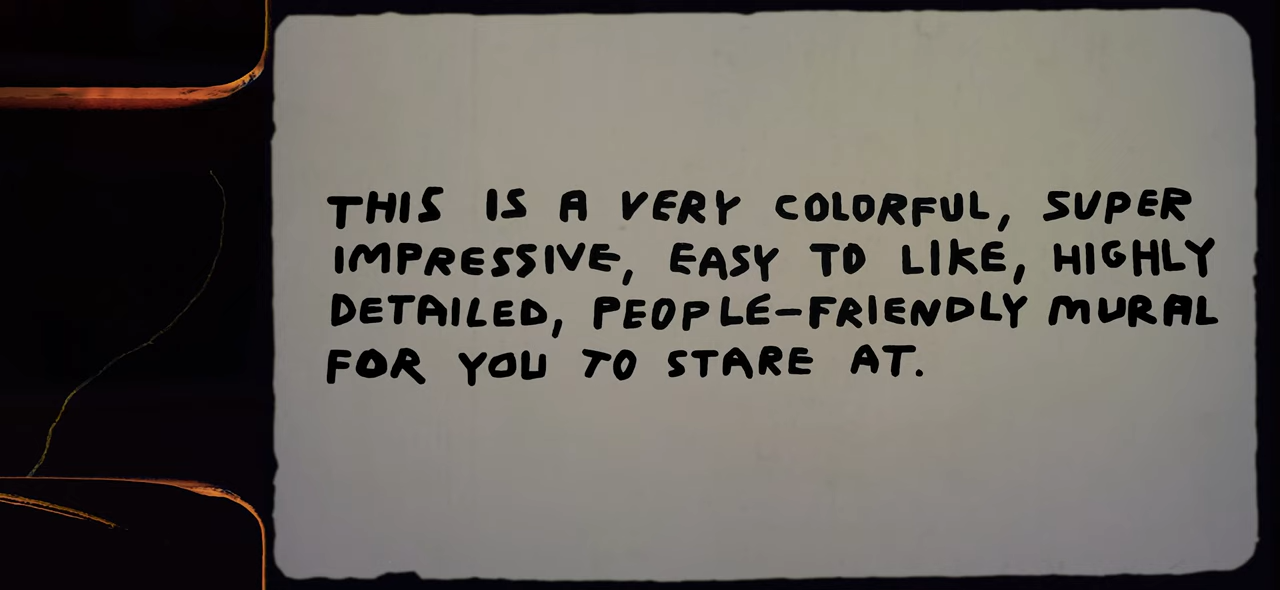 THIS IS A VERY COLORFUL, SUPER
IMPRESSIVE, EASY TO LIKE, HIGHLY
DETAILED, PEOPLE-FRIENDLY MURAL
FOR YOU TO STARE AT.